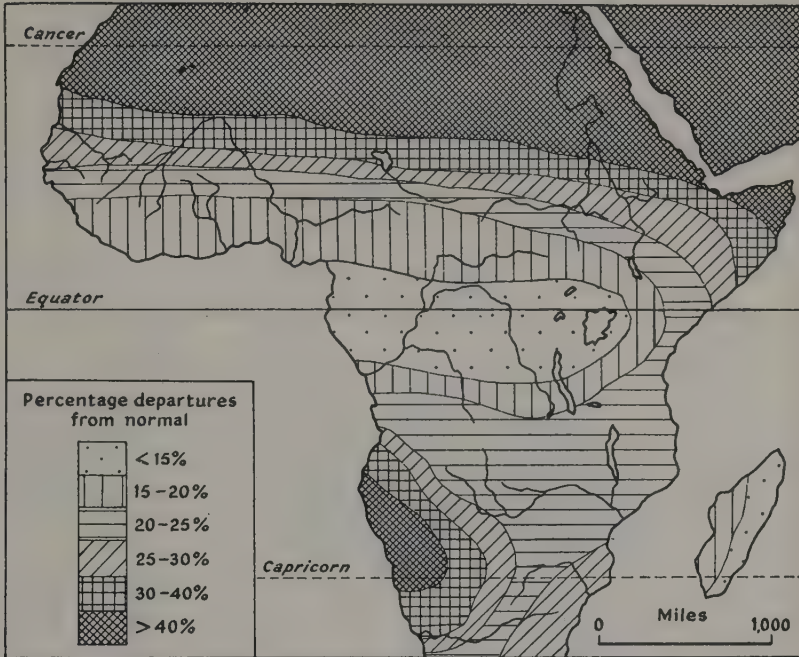 Cancer
Equator
Percentage departures
from normal
<15%
15-20%
20-25%
25-30%
30-40%
>40%
Capricorn
Miles
0 1,000